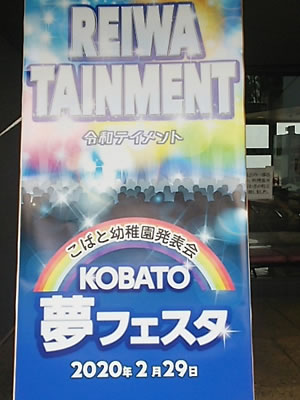 REIWA
TAINMENT
令和テイメント
こばと幼稚園発表会
KOBATO
夢フェスタ
2020年2月29日